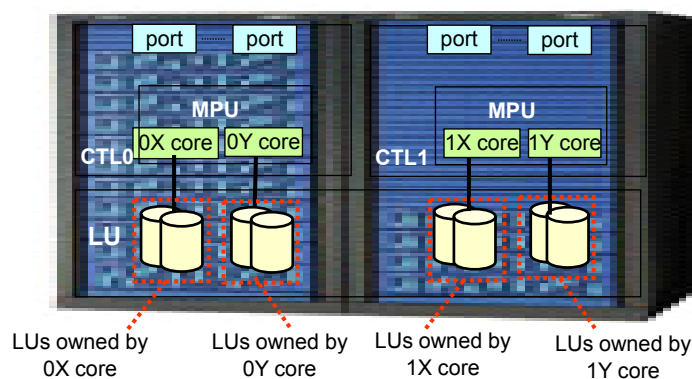 port ........ port
port ........ port
MPU
MPU
0X core
0Y core
1X core
1Y core
CTL0
CTL1
LU
LUs owned by
0X core
LUs owned by
0Y core
LUs owned by
1X core
LUs owned by
1Y core